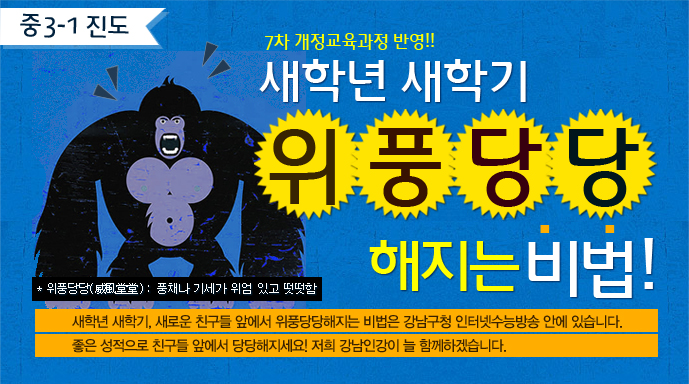 중3-1 진도
7차 개정교육과정 반영!!
새학년 새학기
위풍당당
해지는 비법!
* 위풍당당(威風堂堂) : 풍채나 기세가 위엄 있고 떳떳함
새학년 새학기, 새로운 친구들 앞에서 위풍당당해지는 비법은 강남구청 인터넷수능방송 안에 있습니다.
좋은 성적으로 친구들 앞에서 당당해지세요! 저희 강남인강이 늘 함께하겠습니다.